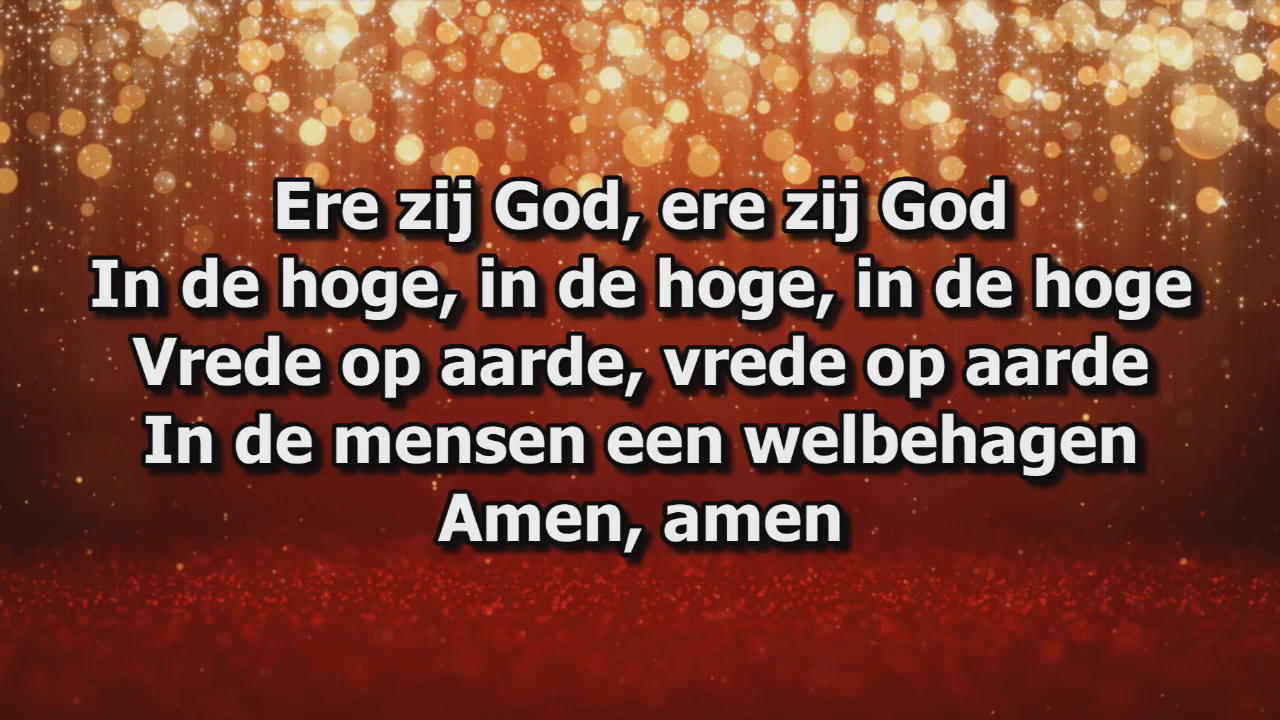 Ere zij God, ere zij God
In de hoge, in de hoge, in de hoge
Vrede op aarde, vrede op aarde
In de mensen een welbehagen
Amen, amen